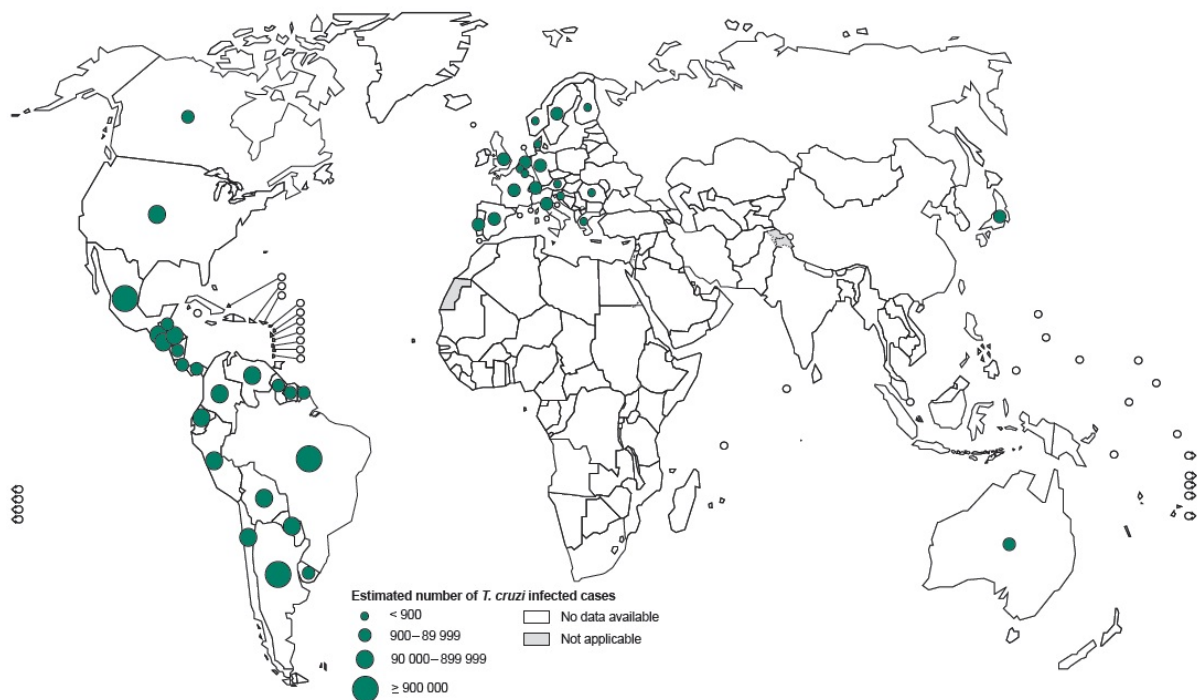 Estimated number of T. cruzi infected cases
< 900
900–89 999
90 000–899 999
≥ 900 000
No data available
Not applicable